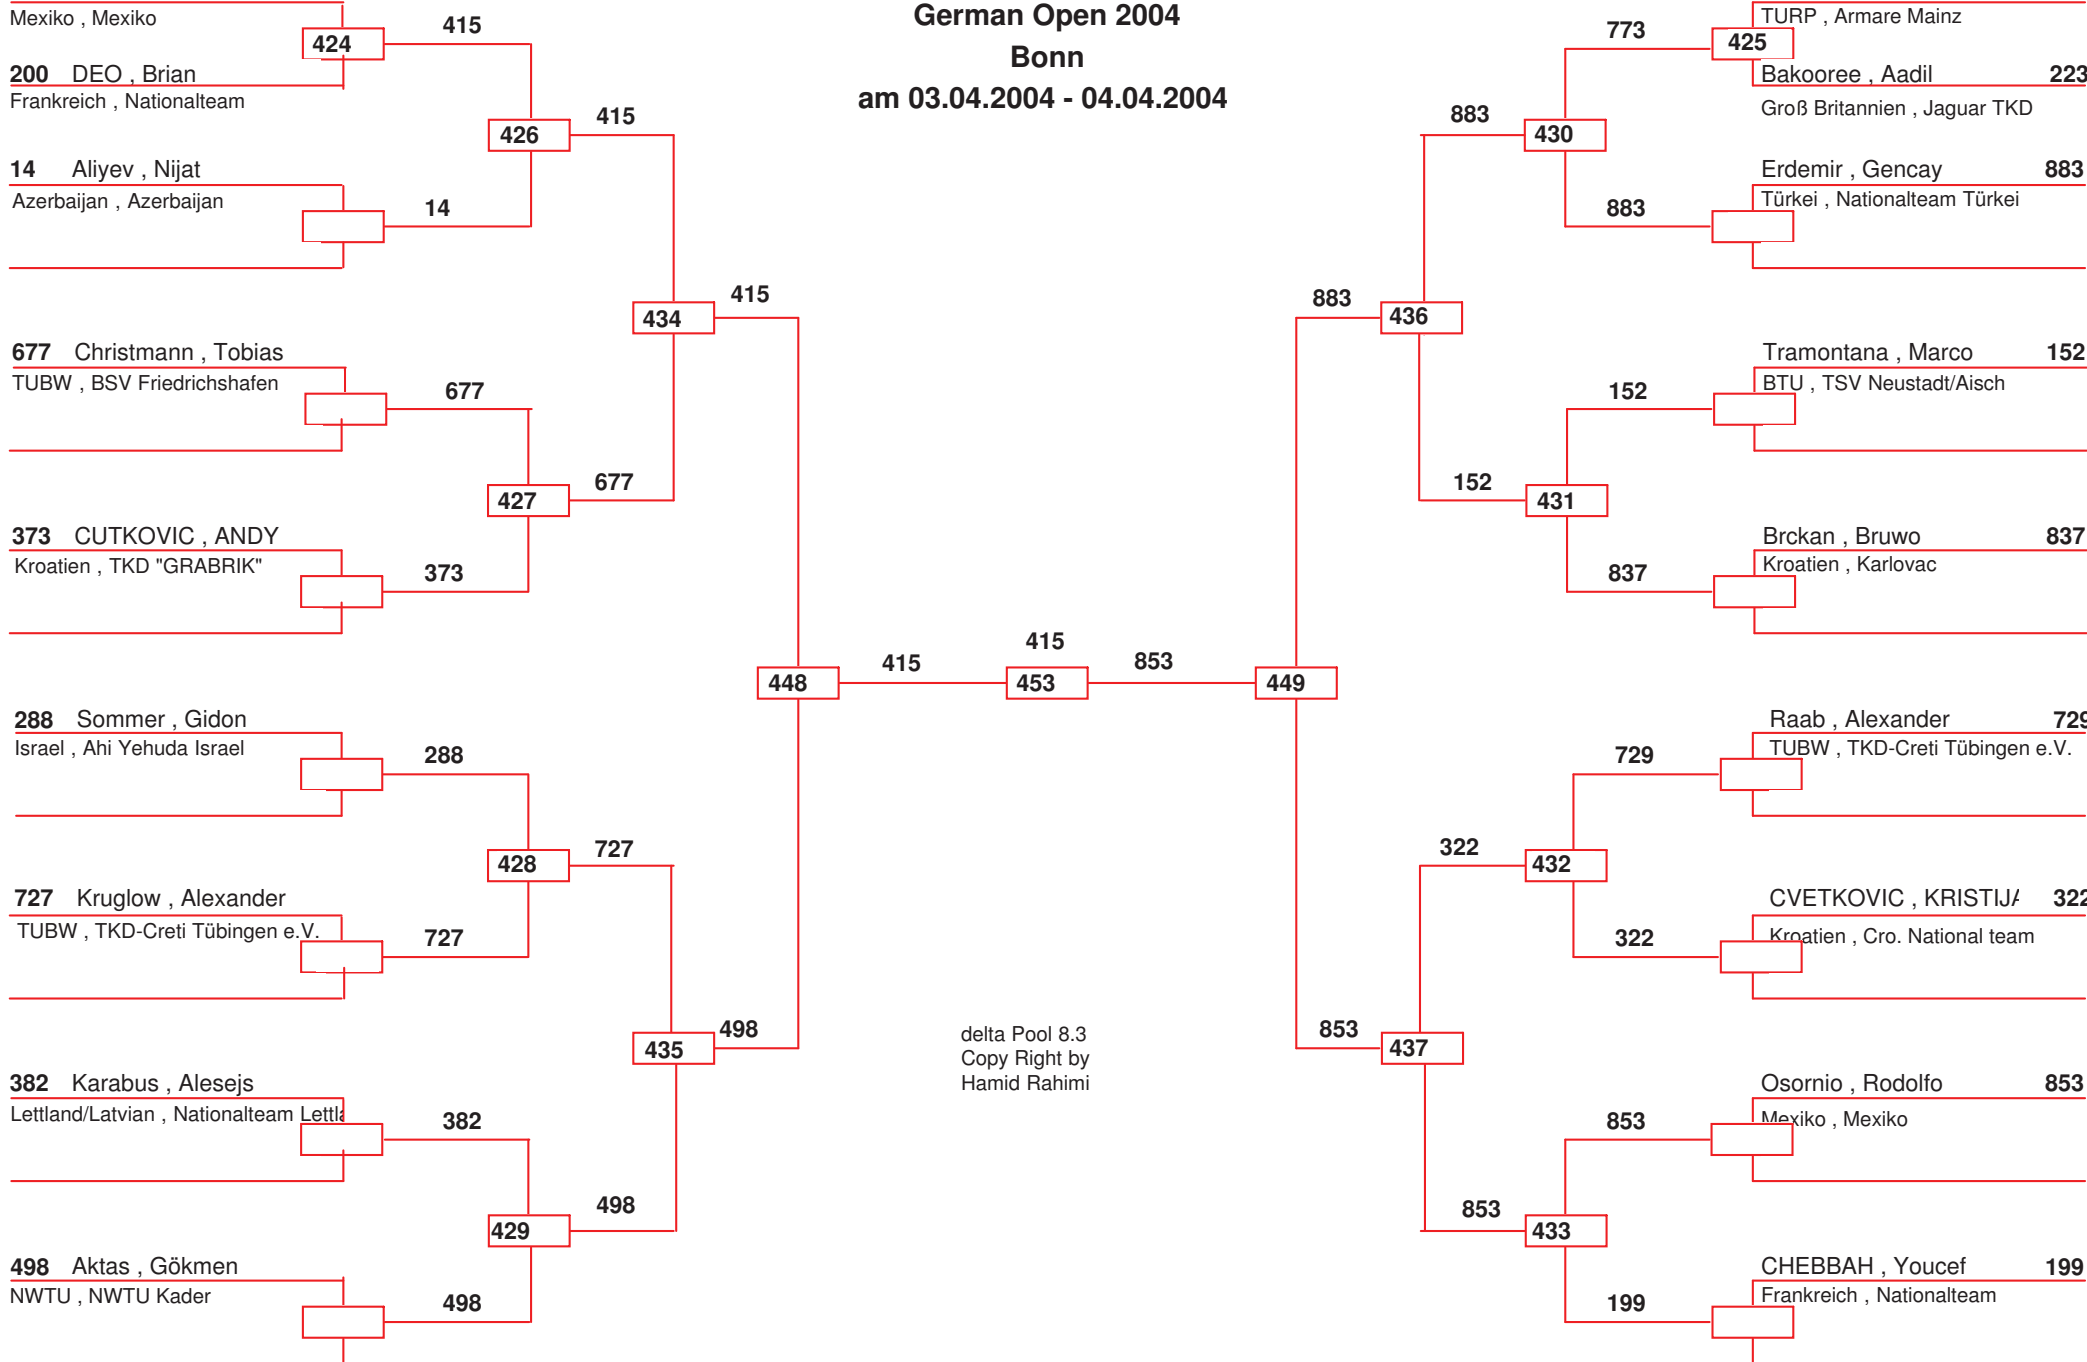 German Open 2004
Bonn
am 03.04.2004 - 04.04.2004
Mexiko , Mexiko
424
415
200 DEO , Brian
Frankreich , Nationalteam
426
415
14 Aliyev , Nijat
Azerbaijan , Azerbaijan
14
434
415
677 Christmann , Tobias
TUBW , BSV Friedrichshafen
677
427
677
373 CUTKOVIC , ANDY
Kroatien , TKD "GRABRIK"
373
448
415
415
453
853
449
288 Sommer , Gidon
Israel , Ahi Yehuda Israel
288
428
727
727 Kruglow , Alexander
TUBW , TKD-Creti Tübingen e.V.
727
435
498
382 Karabus , Alesejs
Lettland/Latvian , Nationalteam Lettla
382
429
498
498 Aktas , Gökmen
NWTU , NWTU Kader
498
delta Pool 8.3
Copy Right by
Hamid Rahimi
TURP , Armare Mainz
773
425
Bakooree , Aadil 223
Groß Britannien , Jaguar TKD
883
430
Erdemir , Gencay 883
Türkei , Nationalteam Türkei
883
883
436
Tramontana , Marco 152
BTU , TSV Neustadt/Aisch
152
152
431
Brckan , Bruwo 837
Kroatien , Karlovac
837
Raab , Alexander 729
TUBW , TKD-Creti Tübingen e.V.
729
322
432
CVETKOVIC , KRISTIJA 322
Kroatien , Cro. National team
322
853
437
Osornio , Rodolfo 853
Mexiko , Mexiko
853
853
433
CHEBBAH , Youcef 199
Frankreich , Nationalteam
199